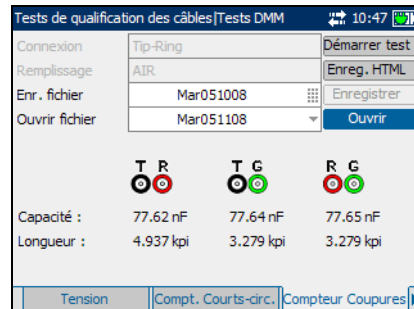 Tests de qualification des câbles|Tests DMM 10:47
Connexion Tip-Ring Démarrer test
Remplissage AIR Enreg. HTML
Enr. fichier Mar051008 Enregistrer
Ouvrir fichier Mar051108 Ouvrir
T R T G R G
Capacité : 77.62 nF 77.64 nF 77.65 nF
Longueur : 4.937 kpi 3.279 kpi 3.279 kpi
Tension Compt. Courts-circ. Compteur Coupures